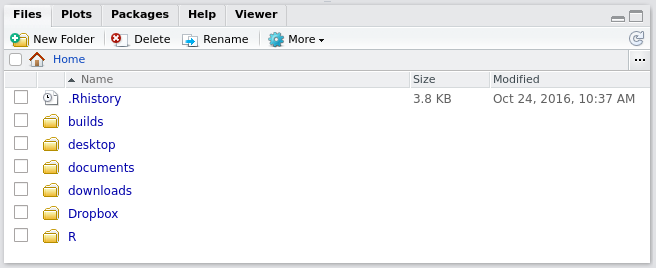 Files Plots Packages Help Viewer
New Folder Delete Rename More
Home ...
Name Size Modified
.Rhistory 3.8 KB Oct 24, 2016, 10:37 AM
builds
desktop
documents
downloads
Dropbox
R